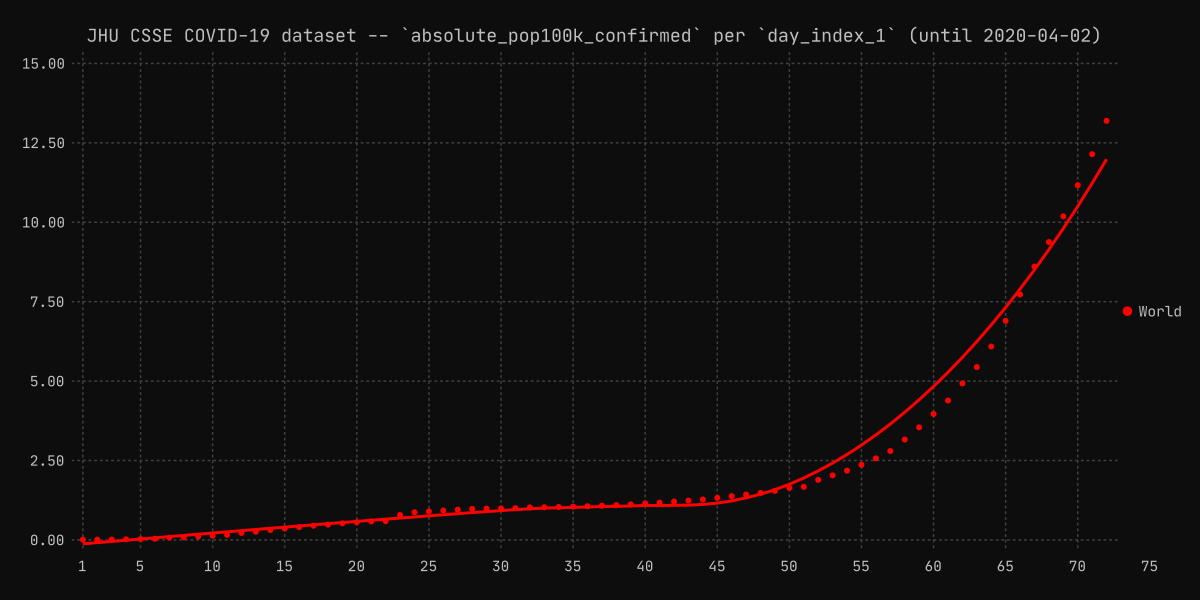 JHU CSSE COVID-19 dataset -- `absolute_pop100k_confirmed` per `day_index_1` (until 2020-04-02)
15.00
12.50
10.00
7.50
World
5.00
2.50
0.00
1 5 10 15 20 25 30 35 40 45 50 55 60 65 70 75